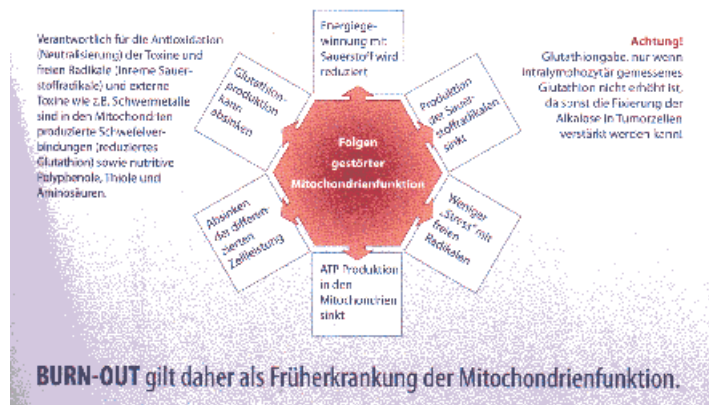 Verantwortlich für die Antioxidation
(Neutralisierung) der Toxine und
freien Radikale (interne Sauer-
stoffradikale) und externe
Toxine wie z.B. Schwermetalle
sind in den Mitochondrien
produzierte Schwefelver-
bindungen (reduziertes
Glutathion) sowie nutritive
Polyphenole, Thiole und
Aminosäuren.
Energiege-
winnung mit
Sauerstoff wird
reduziert
Achtung!
Glutathiongabe, nur wenn
intralymphozytär gemessenes
Glutathion nicht erhöht ist,
da sonst die Fixierung der
Alkalose in Tumorzellen
verstärkt werden kann!
Glutathion-
produktion
kann
absinken
Produktion
der Sauer-
stoffradikalen
sinkt
Folgen
gestörter
Mitochondrienfunktion
Absinken
der differen-
zierten
Zellleistung
Weniger
„Stress“ mit
freien
Radikalen
ATP Produktion
in den
Mitochondrien
sinkt
BURN-OUT gilt daher als Früherkrankung der Mitochondrienfunktion.